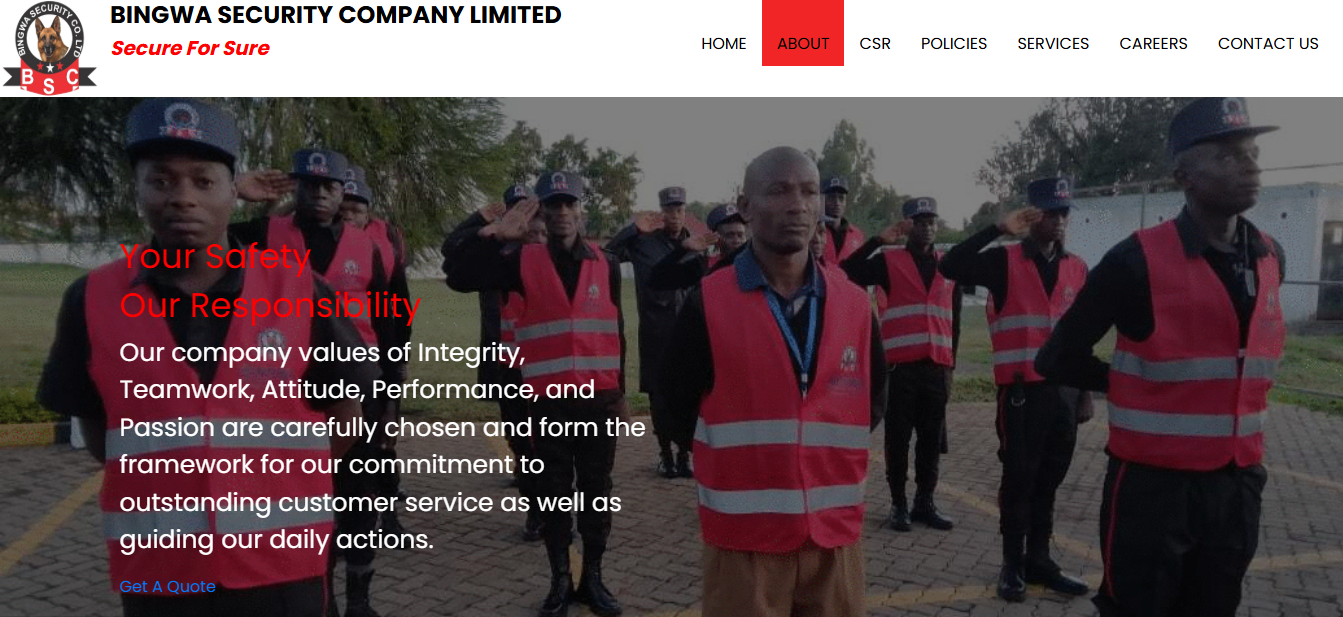 BINGWA SECURITY CO. LTD
B S C
BINGWA SECURITY COMPANY LIMITED
Secure For Sure
HOME ABOUT CSR POLICIES SERVICES CAREERS CONTACT US
Your Safety
Our Responsibility
Our company values of Integrity,
Teamwork, Attitude, Performance, and
Passion are carefully chosen and form the
framework for our commitment to
outstanding customer service as well as
guiding our daily actions.
Get A Quote